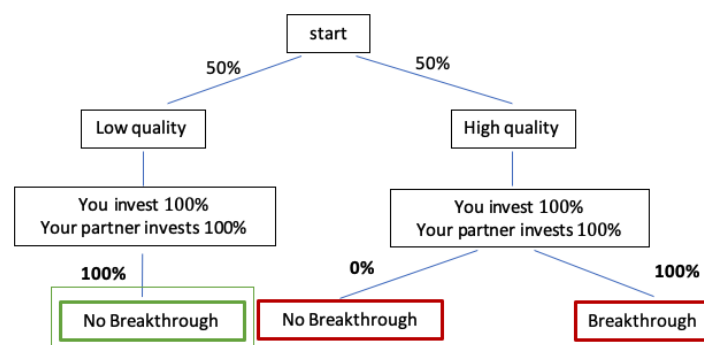 start
50%
50%
Low quality
High quality
You invest 100%
Your partner invests 100%
You invest 100%
Your partner invests 100%
100%
0%
100%
No Breakthrough
No Breakthrough
Breakthrough